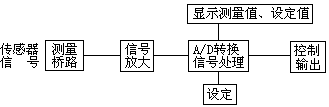 显示测量值、设定值
传感器
信 号
测量
桥路
信号
放大
A/D转换
信号处理
控制
输出
设定